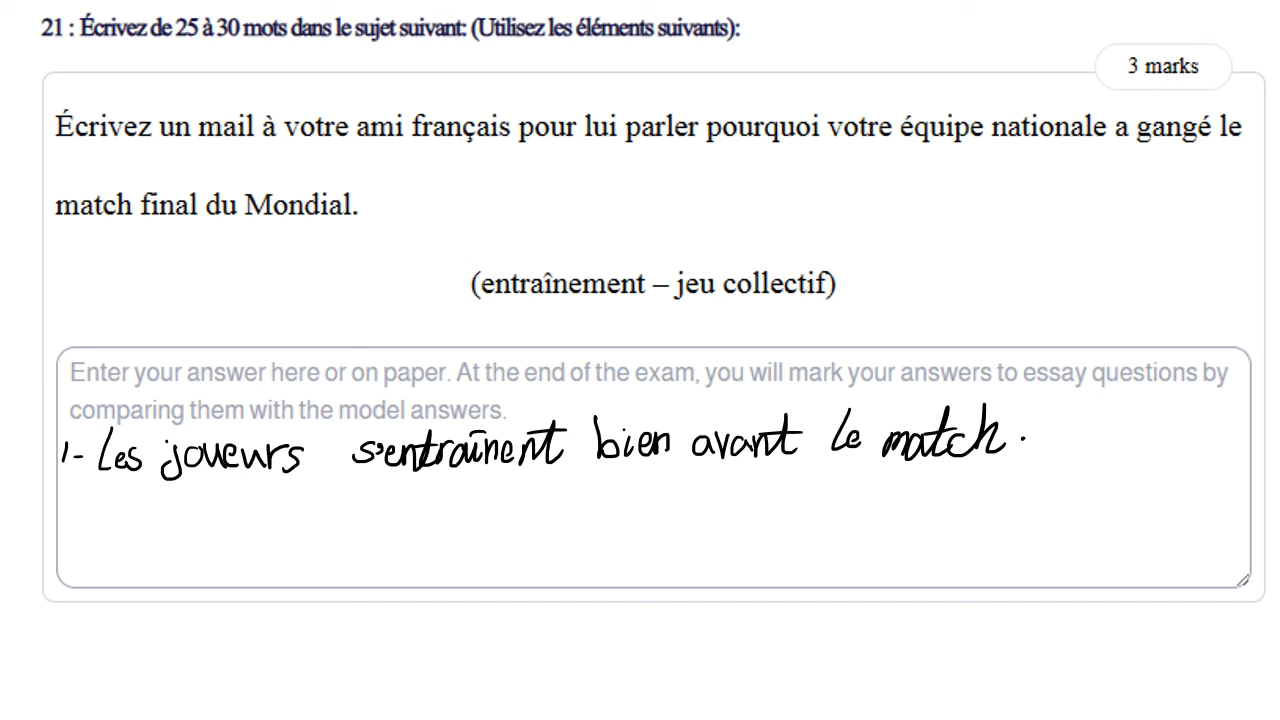 21 : Écrivez de 25 à 30 mots dans le sujet suivant: (Utilisez les éléments suivants):
3 marks
Écrivez un mail à votre ami français pour lui parler pourquoi votre équipe nationale a gangé le
match final du Mondial.
(entraînement – jeu collectif)
Enter your answer here or on paper. At the end of the exam, you will mark your answers to essay questions by
comparing them with the model answers.
1- Les joueurs s'entraînent bien avant le match.